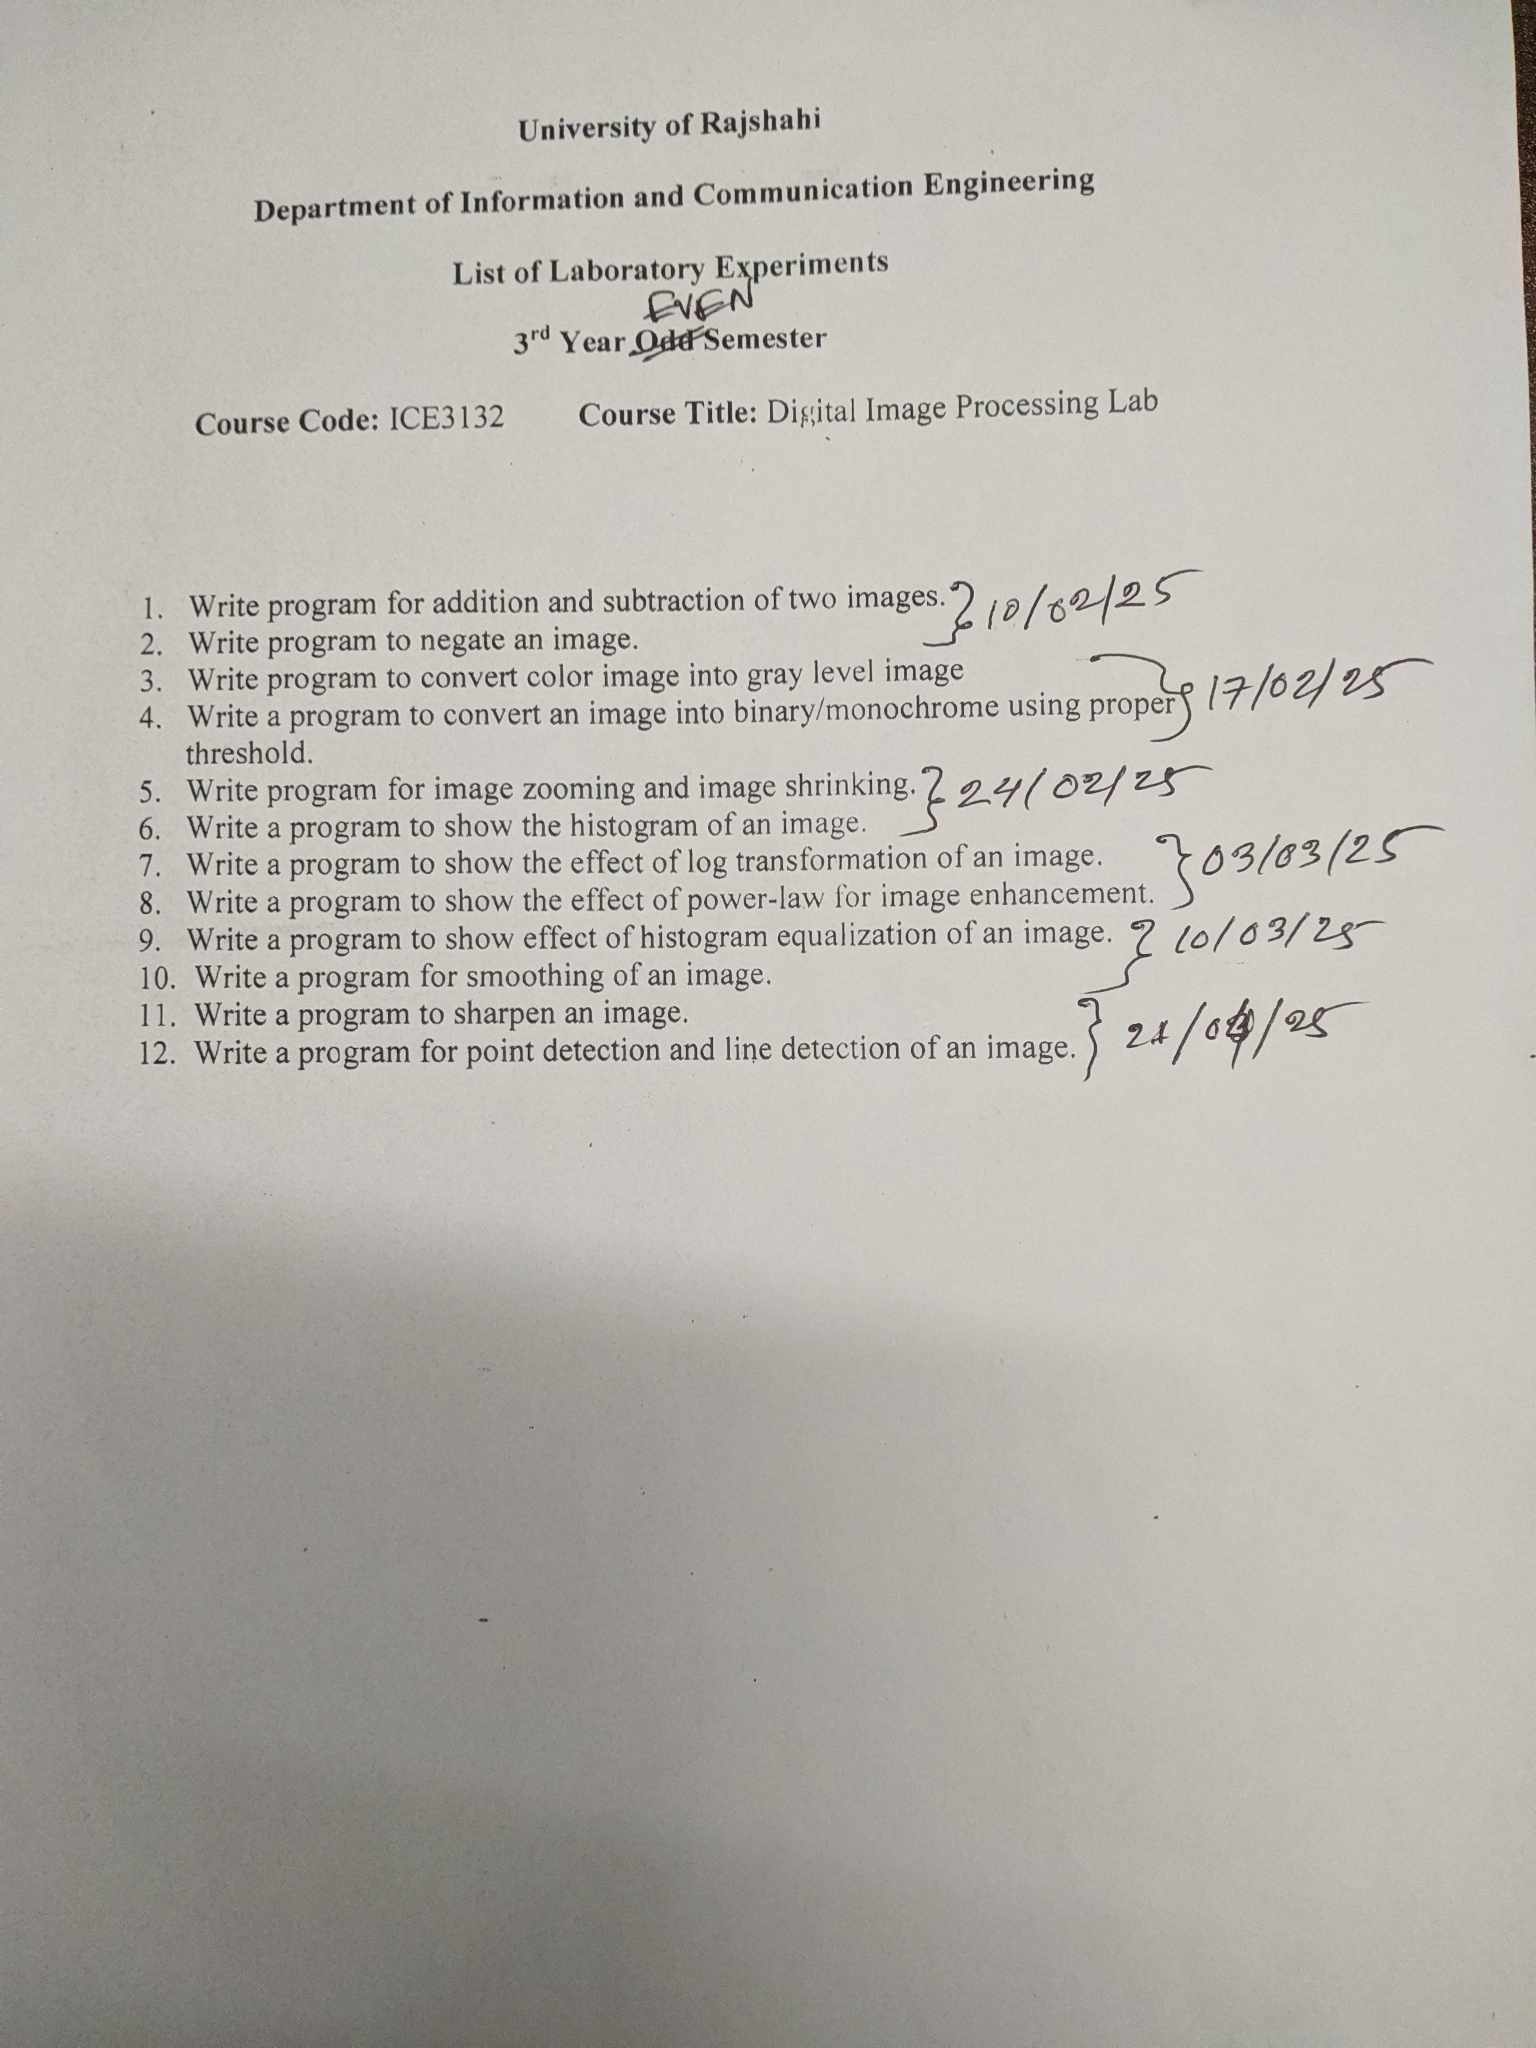 University of Rajshahi
Department of Information and Communication Engineering
List of Laboratory Experiments
EVEN
3rd Year Odd Semester
Course Code: ICE3132 Course Title: Digital Image Processing Lab
1. Write program for addition and subtraction of two images. } 10/02/25
2. Write program to negate an image.
3. Write program to convert color image into gray level image
4. Write a program to convert an image into binary/monochrome using proper } 17/02/25
threshold.
5. Write program for image zooming and image shrinking. } 24/02/25
6. Write a program to show the histogram of an image.
7. Write a program to show the effect of log transformation of an image. } 03/03/25
8. Write a program to show the effect of power-law for image enhancement.
9. Write a program to show effect of histogram equalization of an image. } 10/03/25
10. Write a program for smoothing of an image.
11. Write a program to sharpen an image.
12. Write a program for point detection and line detection of an image. }